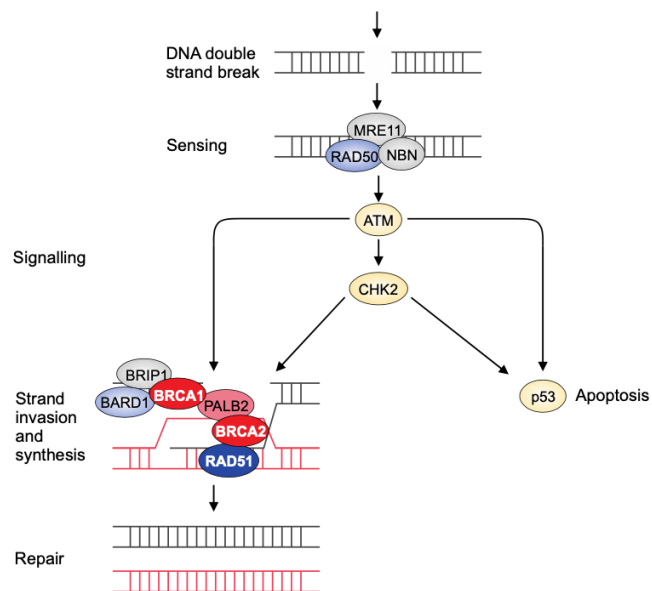 DNA double
strand break
MRE11
Sensing
RAD50
NBN
ATM
Signalling
CHK2
BRIP1
BARD1
BRCA1
PALB2
BRCA2
RAD51
Strand
invasion
and
synthesis
p53
Apoptosis
Repair